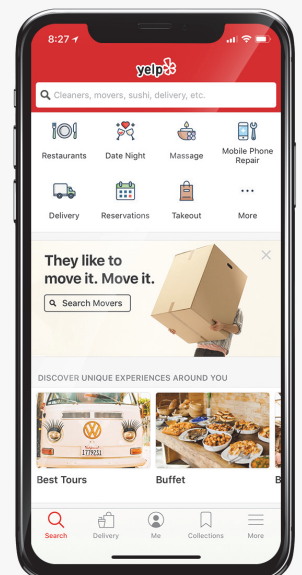 8:27
yelp
Cleaners, movers, sushi, delivery, etc.
Restaurants
Date Night
Massage
Mobile Phone
Repair
Delivery
Reservations
Takeout
More
They like to
move it. Move it.
Search Movers
DISCOVER UNIQUE EXPERIENCES AROUND YOU
1779251
Best Tours
Buffet
B
Search
Delivery
Me
Collections
More